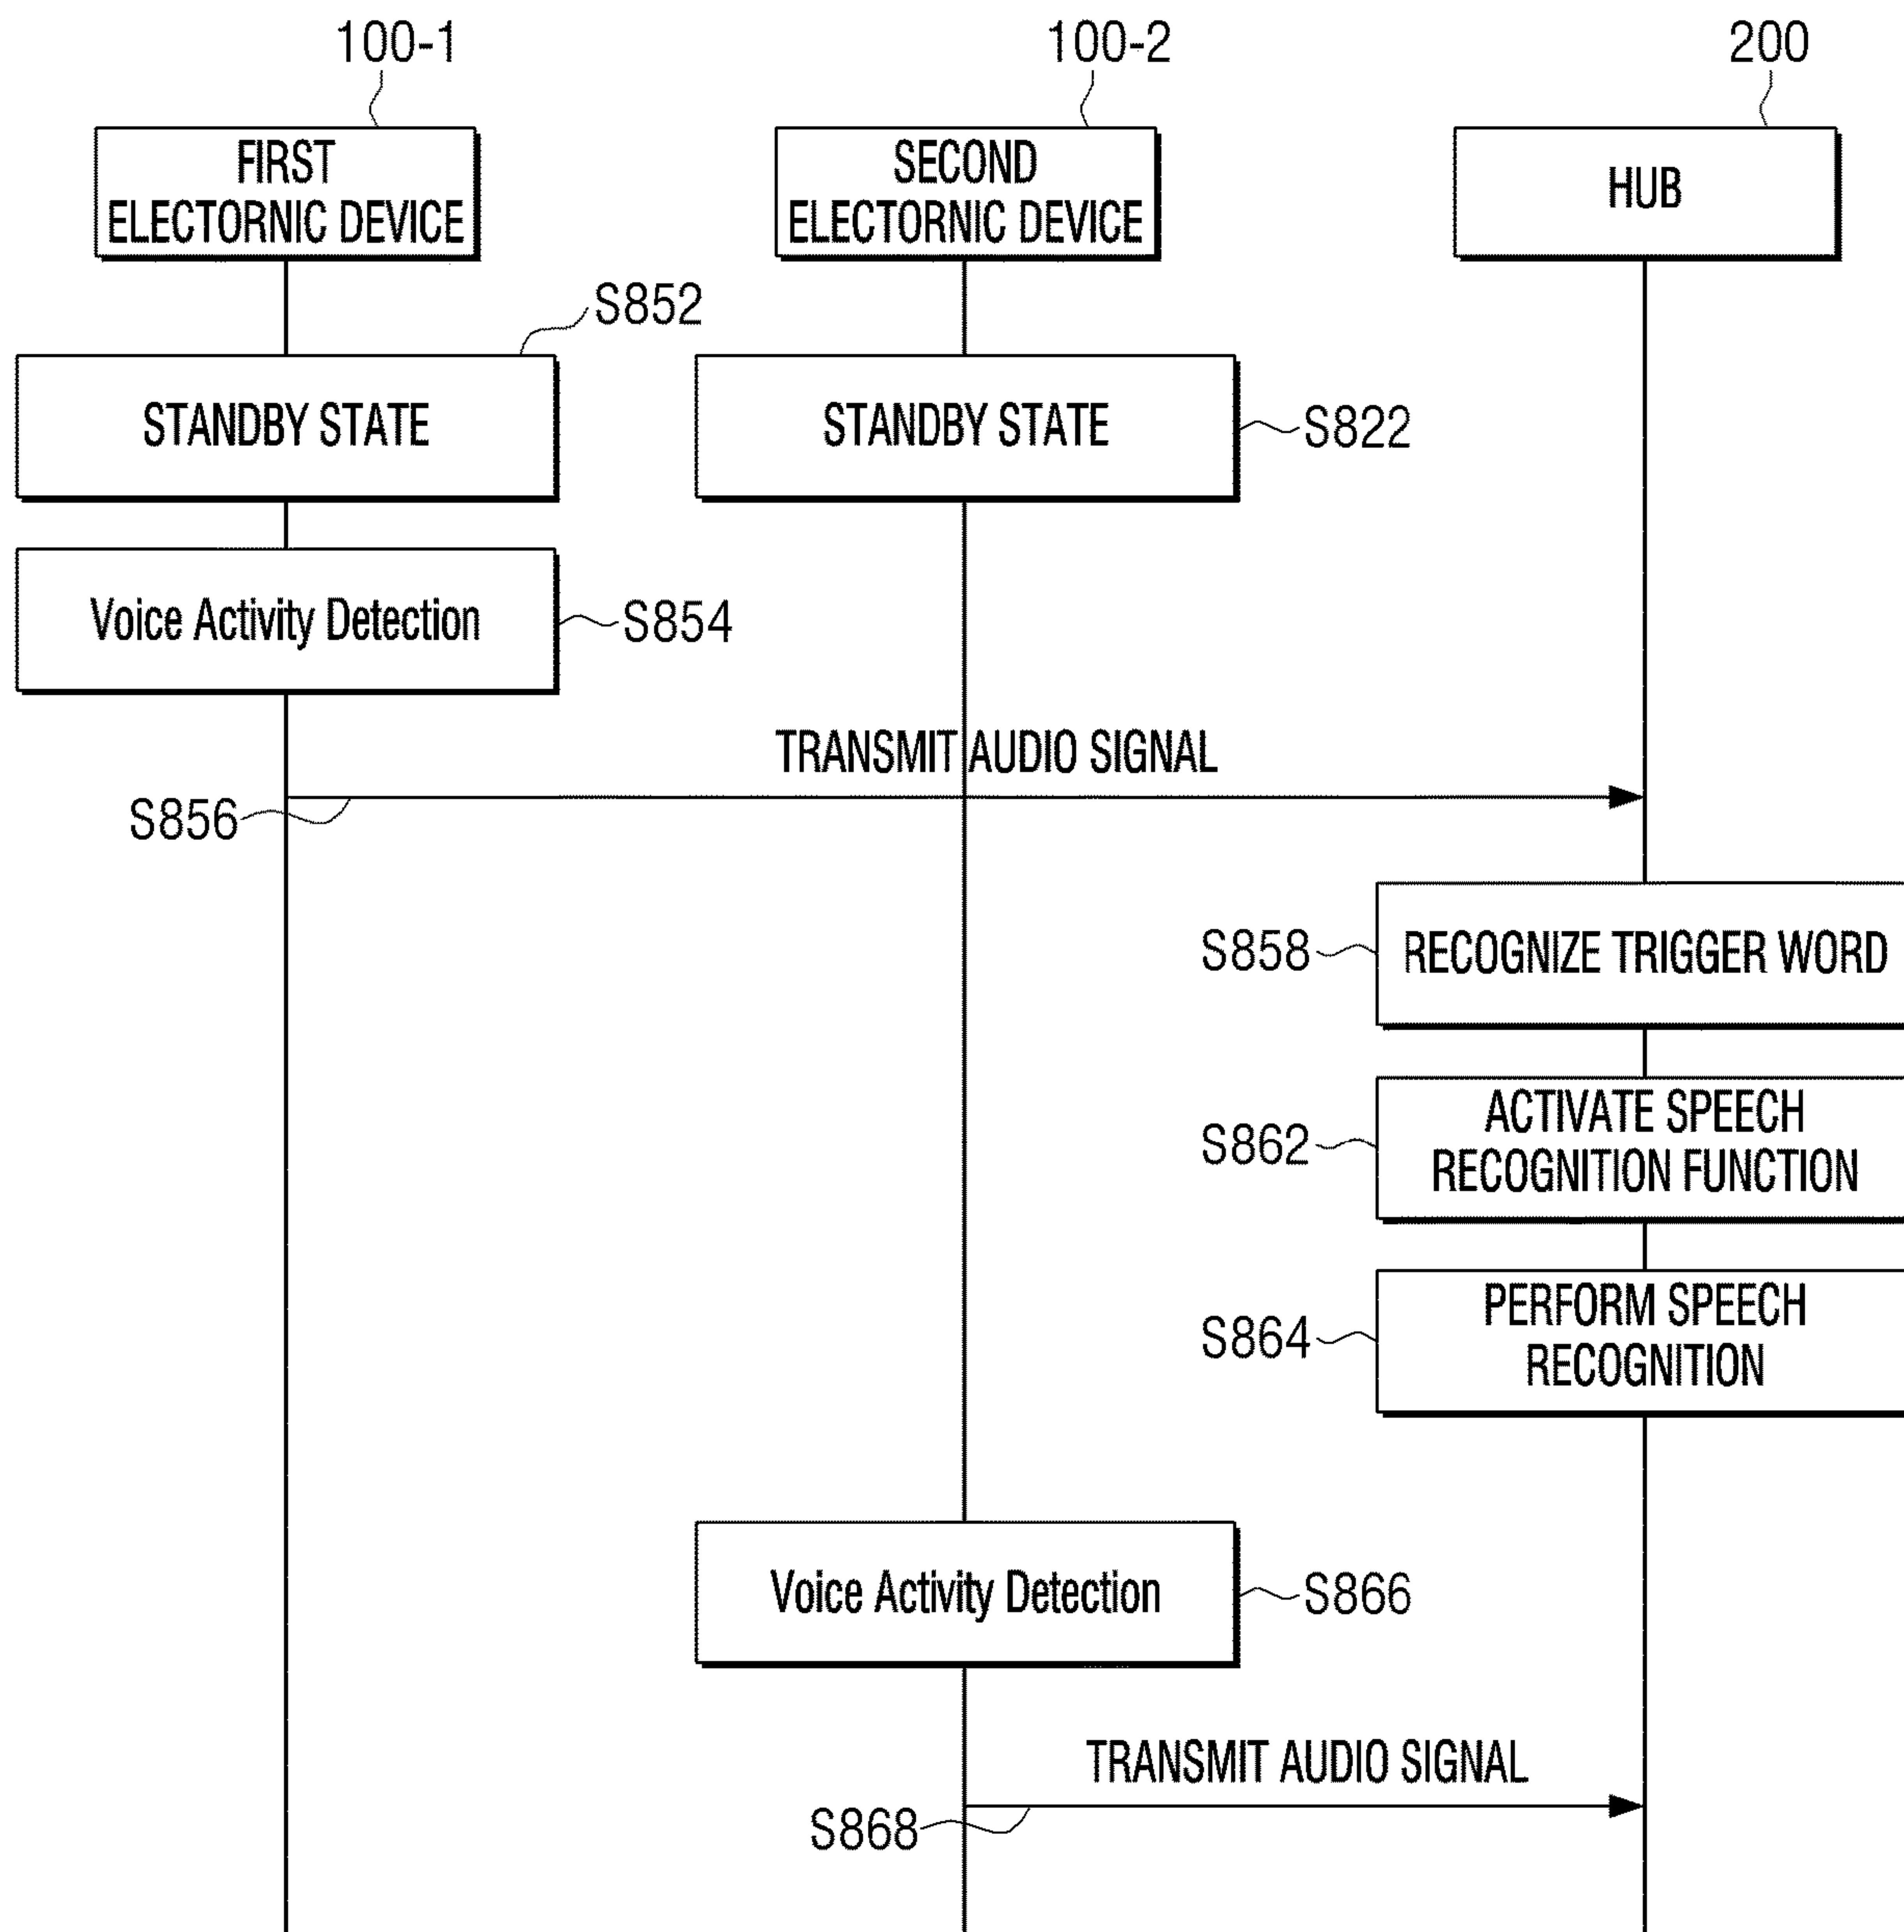 100-1
100-2
200
FIRST
ELECTORNIC DEVICE
SECOND
ELECTORNIC DEVICE
HUB
S852
STANDBY STATE
STANDBY STATE
S822
Voice Activity Detection
S854
TRANSMIT AUDIO SIGNAL
S856
S858
RECOGNIZE TRIGGER WORD
S862
ACTIVATE SPEECH
RECOGNITION FUNCTION
S864
PERFORM SPEECH
RECOGNITION
Voice Activity Detection
S866
TRANSMIT AUDIO SIGNAL
S868